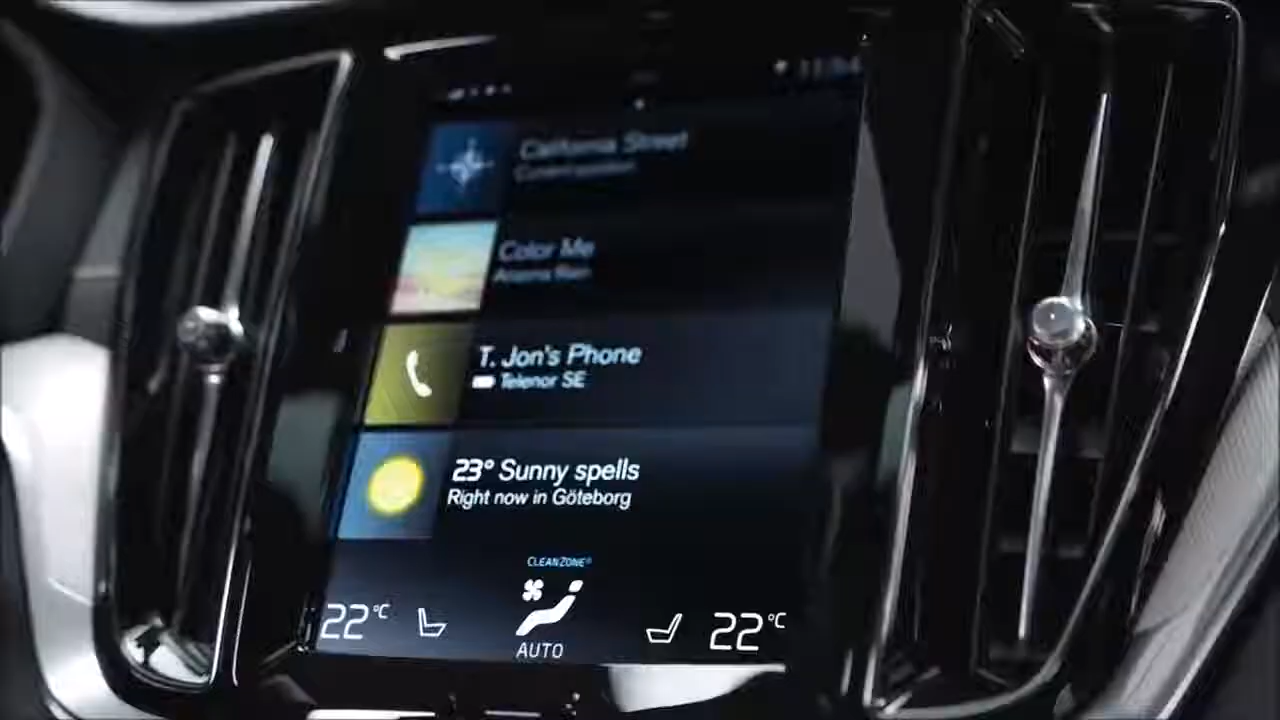 California Street
Color Me
T. Jon's Phone
Telenor SE
23° Sunny spells
Right now in Göteborg
CLEANZONE®
22°C
22°C
AUTO